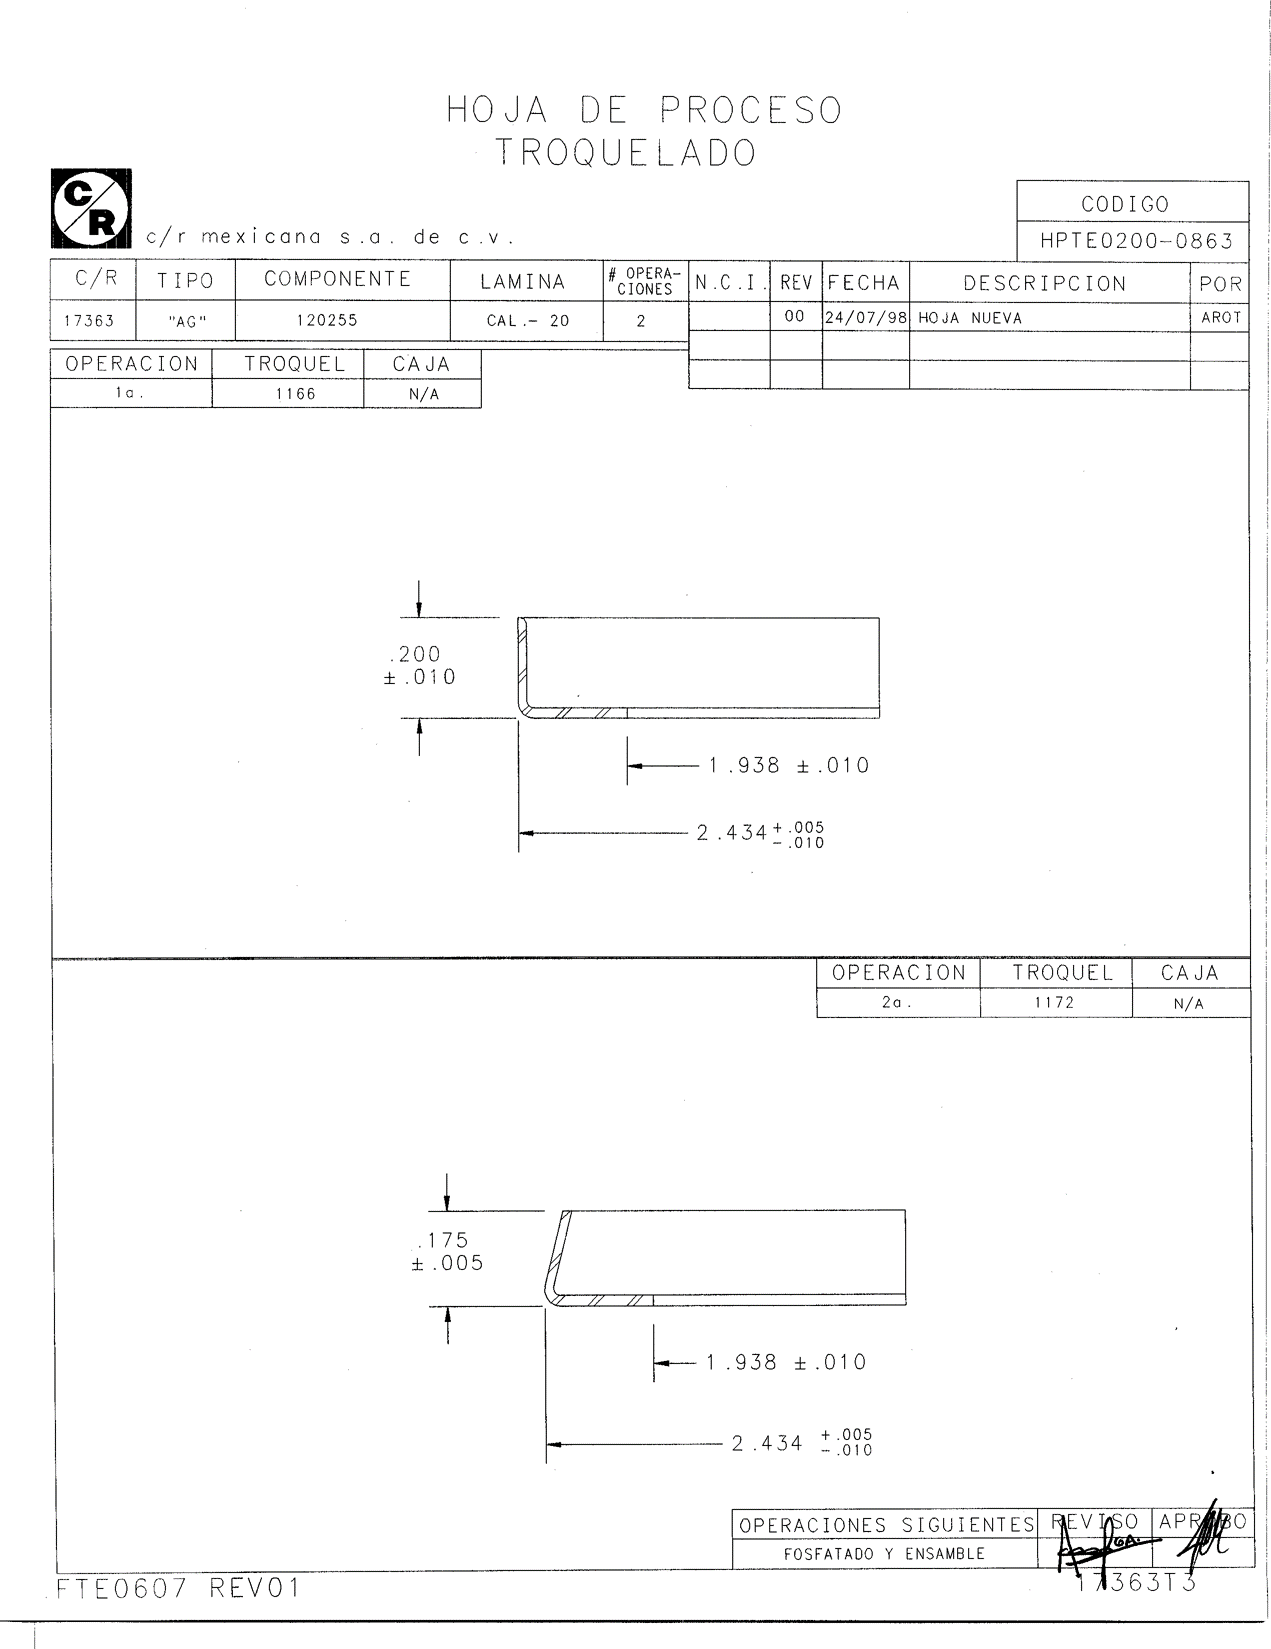 HOJA DE PROCESO
TROQUELADO
C/R
c/r mexicana s.a. de c.v.
CODIGO
HPTE0200-0863
C/R TIPO COMPONENTE LAMINA # OPERA-CIONES N.C.I. REV FECHA DESCRIPCION POR
17363 "AG" 120255 CAL.- 20 2 00 24/07/98 HOJA NUEVA AROT
OPERACION TROQUEL CAJA
1a. 1166 N/A
.200
±.010
1.938 ±.010
2.434 +.005
-.010
OPERACION TROQUEL CAJA
2a. 1172 N/A
.175
±.005
1.938 ±.010
2.434 +.005
-.010
OPERACIONES SIGUIENTES REVISO APROBO
FOSFATADO Y ENSAMBLE
FTE0607 REV01
17363T3